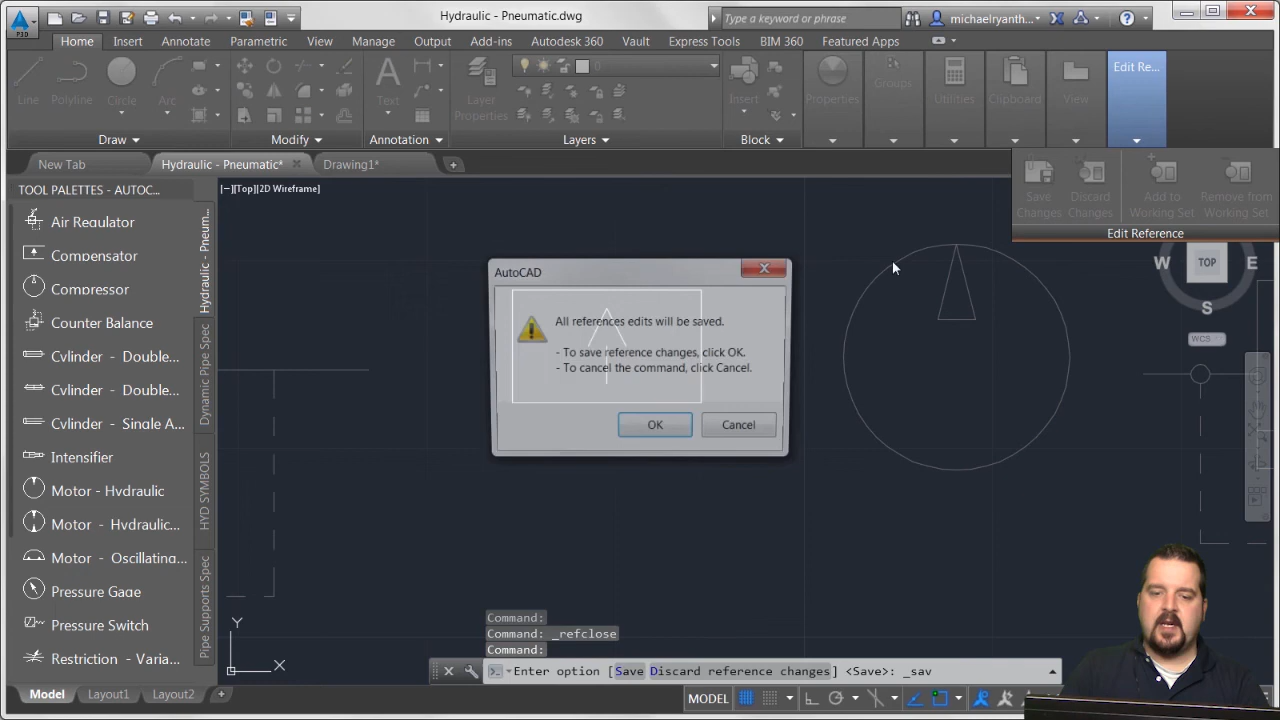 Hydraulic - Pneumatic.dwg
Type a keyword or phrase
michaelryanth...
P3D
Home Insert Annotate Parametric View Manage Output Add-ins Autodesk 360 Vault Express Tools BIM 360 Featured Apps
Line Polyline Circle Arc
Text
Layer
Properties
0
Insert
Properties
Groups
Utilities
Clipboard
View
Edit Re...
Draw Modify Annotation Layers Block
New Tab Hydraulic - Pneumatic* Drawing1*
Save
Changes
Discard
Changes
Add to
Working Set
Remove from
Working Set
Edit Reference
TOOL PALETTES - AUTOC...
[−][Top][2D Wireframe]
Air Regulator
Compensator
Compressor
Counter Balance
Cylinder - Double...
Cylinder - Double...
Cylinder - Single A...
Intensifier
Motor - Hydraulic
Motor - Hydraulic...
Motor - Oscillating...
Pressure Gage
Pressure Switch
Restriction - Varia...
Hydraulic - Pneum...
Dynamic Pipe Spec
HYD SYMBOLS
Pipe Supports Spec
W TOP E
S
WCS
AutoCAD
All references edits will be saved.
- To save reference changes, click OK.
- To cancel the command, click Cancel.
OK Cancel
Y
X
Command:
Command: _refclose
Command:
Enter option [Save Discard reference changes] <Save>: _sav
Model Layout1 Layout2 +
MODEL